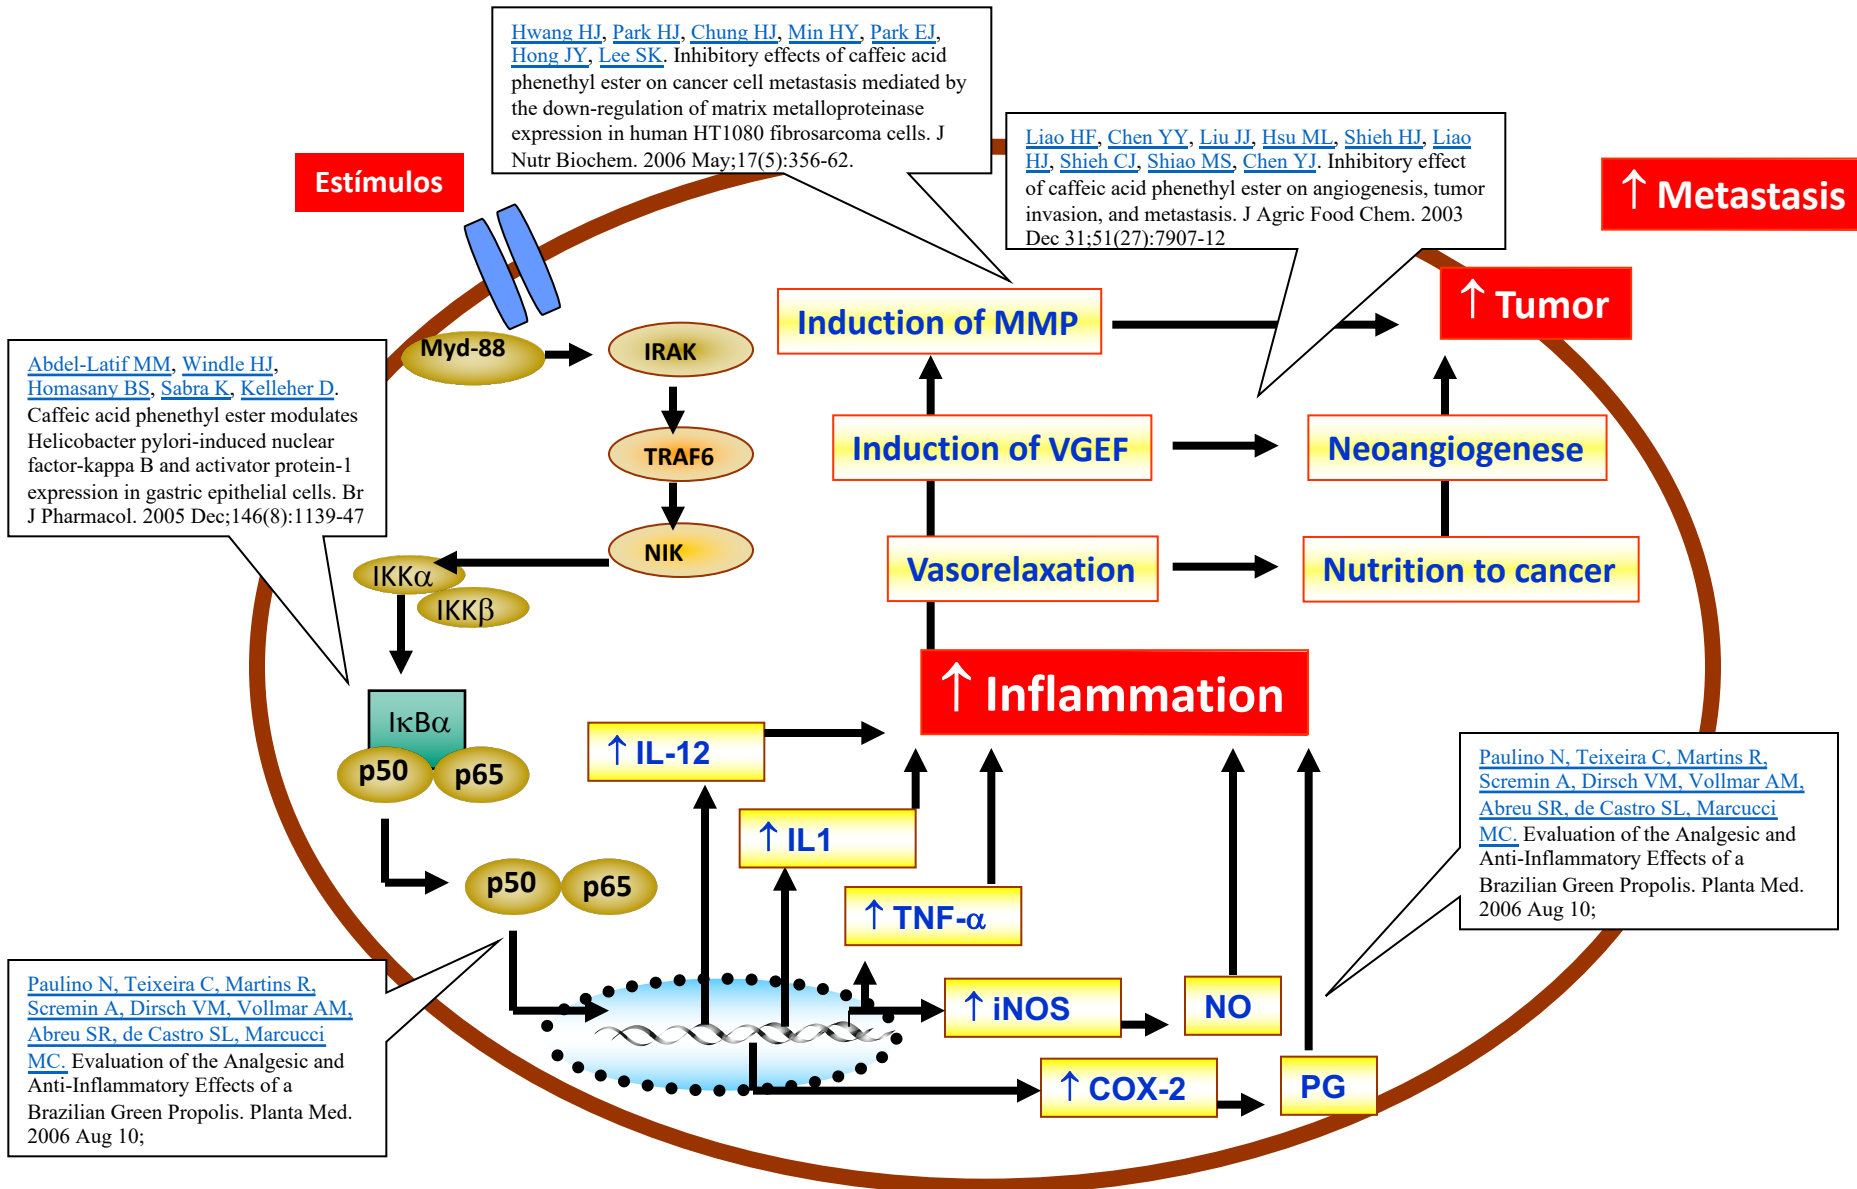 Hwang HJ, Park HJ, Chung HJ, Min HY, Park EJ,
Hong JY, Lee SK. Inhibitory effects of caffeic acid
phenethyl ester on cancer cell metastasis mediated by
the down-regulation of matrix metalloproteinase
expression in human HT1080 fibrosarcoma cells. J
Nutr Biochem. 2006 May;17(5):356-62.
Liao HF, Chen YY, Liu JJ, Hsu ML, Shieh HJ, Liao
HJ, Shieh CJ, Shiao MS, Chen YJ. Inhibitory effect
of caffeic acid phenethyl ester on angiogenesis, tumor
invasion, and metastasis. J Agric Food Chem. 2003
Dec 31;51(27):7907-12
Estímulos
↑ Metastasis
↑ Tumor
Induction of MMP
Myd-88
IRAK
Abdel-Latif MM, Windle HJ,
Homasany BS, Sabra K, Kelleher D.
Caffeic acid phenethyl ester modulates
Helicobacter pylori-induced nuclear
factor-kappa B and activator protein-1
expression in gastric epithelial cells. Br
J Pharmacol. 2005 Dec;146(8):1139-47
TRAF6
Induction of VGEF
Neoangiogenese
NIK
Vasorelaxation
Nutrition to cancer
IKKα
IKKβ
↑ Inflammation
IκBα
p50
p65
↑ IL-12
↑ IL1
Paulino N, Teixeira C, Martins R,
Scremin A, Dirsch VM, Vollmar AM,
Abreu SR, de Castro SL, Marcucci
MC. Evaluation of the Analgesic and
Anti-Inflammatory Effects of a
Brazilian Green Propolis. Planta Med.
2006 Aug 10;
p50
p65
↑ TNF-α
↑ iNOS
NO
↑ COX-2
PG
Paulino N, Teixeira C, Martins R,
Scremin A, Dirsch VM, Vollmar AM,
Abreu SR, de Castro SL, Marcucci
MC. Evaluation of the Analgesic and
Anti-Inflammatory Effects of a
Brazilian Green Propolis. Planta Med.
2006 Aug 10;